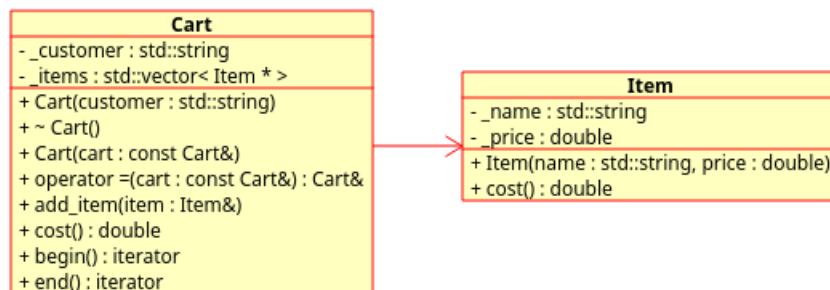 Cart
- _customer : std::string
- _items : std::vector< Item * >
+ Cart(customer : std::string)
+ ~ Cart()
+ Cart(cart : const Cart&)
+ operator =(cart : const Cart&) : Cart&
+ add_item(item : Item&)
+ cost() : double
+ begin() : iterator
+ end() : iterator
Item
- _name : std::string
- _price : double
+ Item(name : std::string, price : double)
+ cost() : double